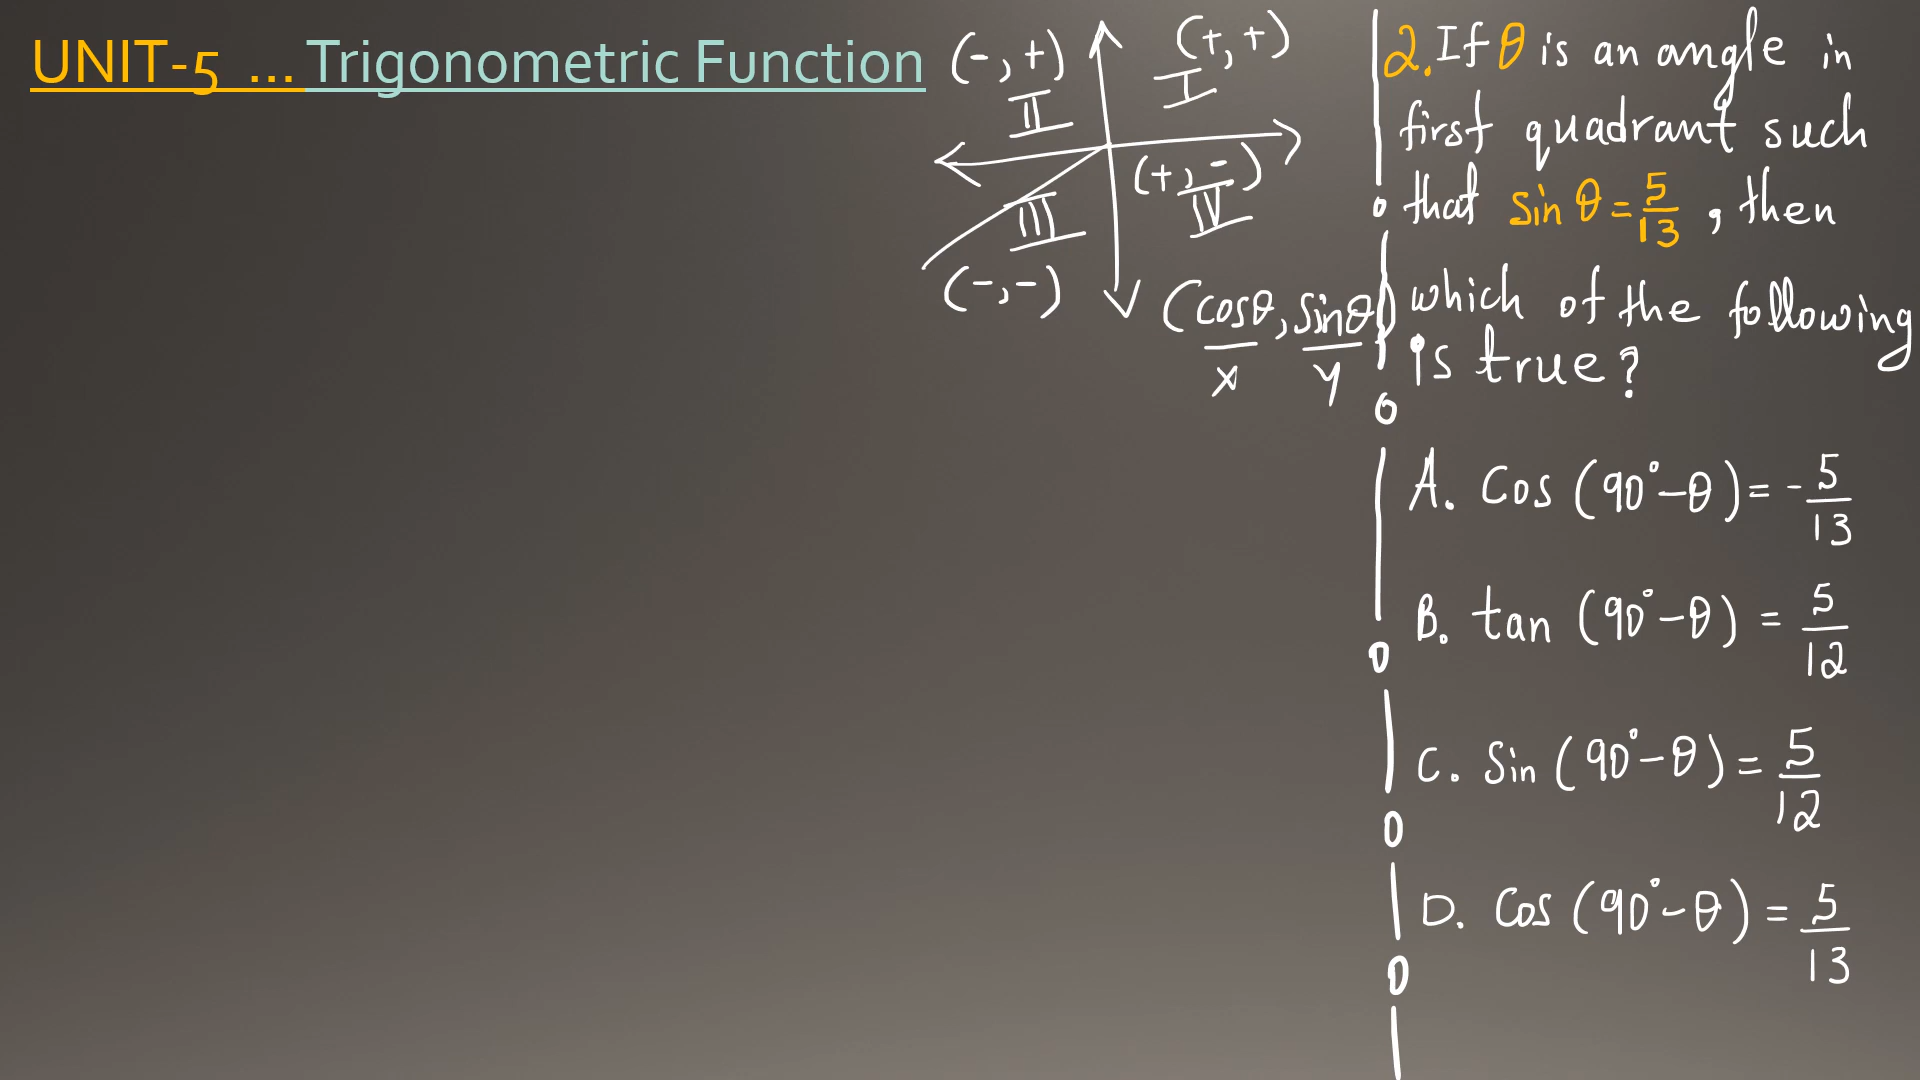 UNIT-5 ... Trigonometric Function
(-, +)
II
(+, +)
I
III
(-, -)
(+, -)
IV
(cosθ, sinθ)
x y
2. If θ is an angle in
first quadrant such
that sin θ = 5/13 , then
which of the following
is true?
A. Cos (90° - θ) = - 5/13
B. tan (90° - θ) = 5/12
C. Sin (90° - θ) = 5/12
D. Cos (90° - θ) = 5/13